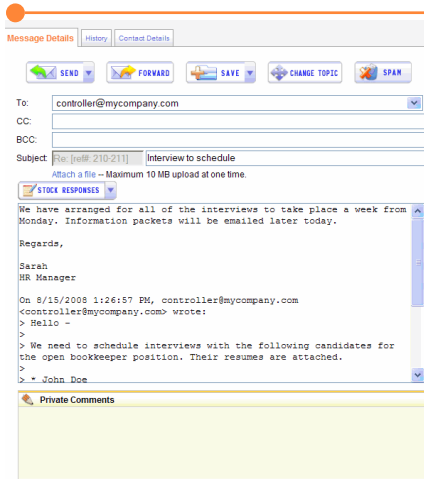 Message Details History Contact Details
SEND FORWARD SAVE CHANGE TOPIC SPAM
To: controller@mycompany.com
CC:
BCC:
Subject: Re: [ref#: 210-211] Interview to schedule
Attach a file -- Maximum 10 MB upload at one time.
STOCK RESPONSES
We have arranged for all of the interviews to take place a week from
Monday. Information packets will be emailed later today.
Regards,
Sarah
HR Manager
On 8/15/2008 1:26:57 PM, controller@mycompany.com
<controller@mycompany.com> wrote:
> Hello -
>
> We need to schedule interviews with the following candidates for
the open bookkeeper position. Their resumes are attached.
>
> * John Doe
Private Comments